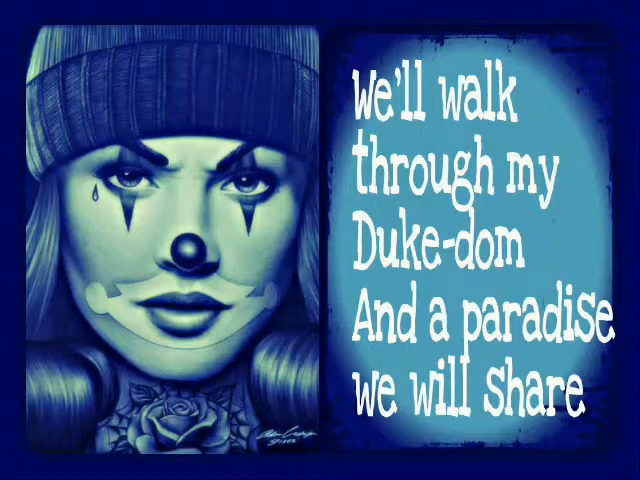 We'll walk
through my
Duke-dom
And a paradise
we will share